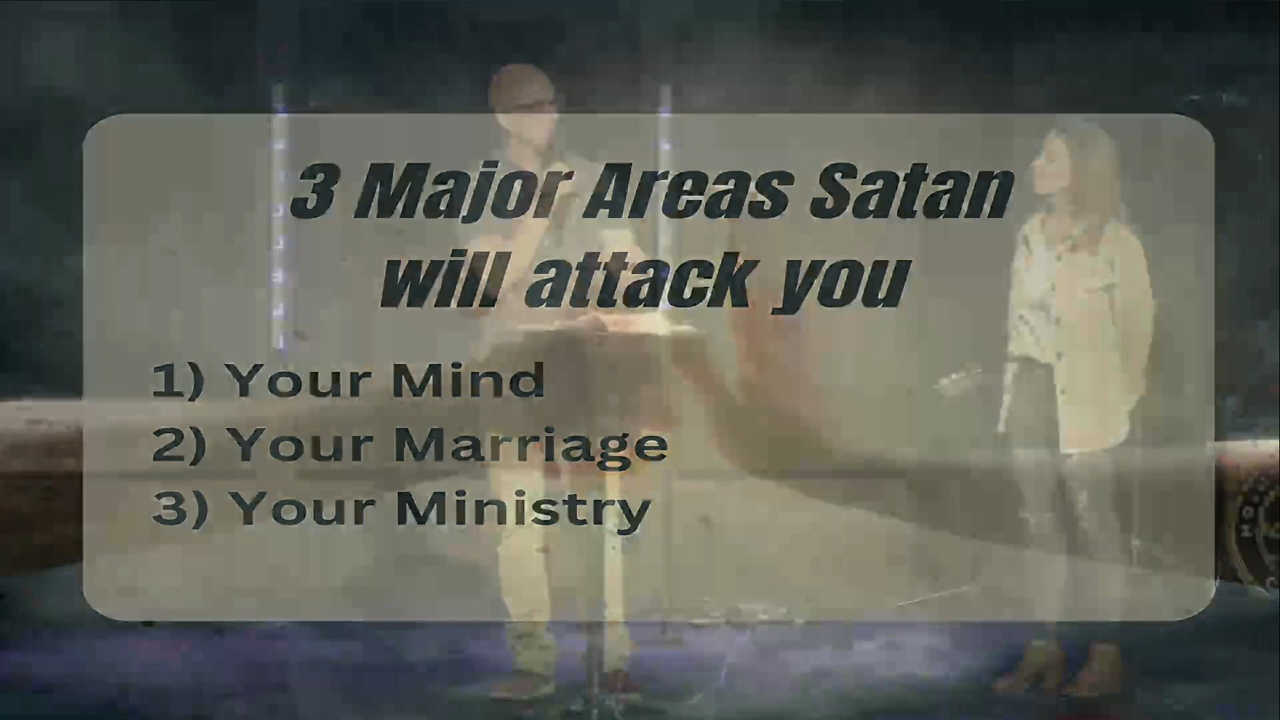 3 Major Areas Satan
will attack you
1) Your Mind
2) Your Marriage
3) Your Ministry